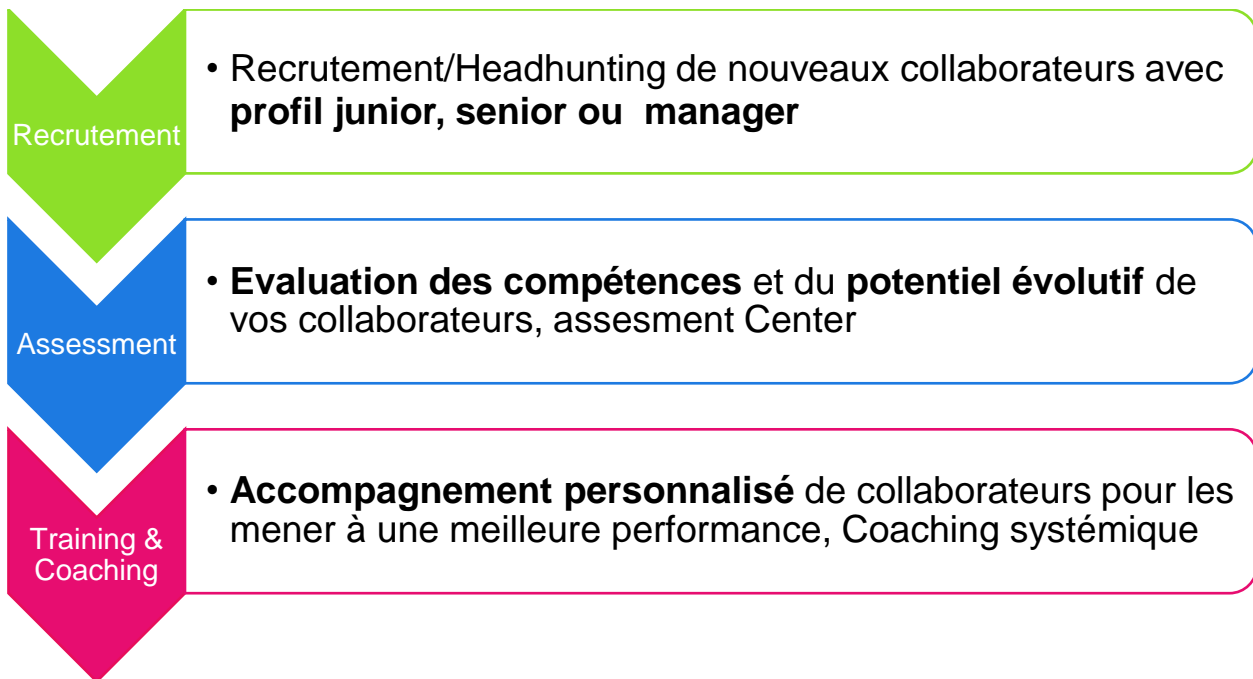 Recrutement
• Recrutement/Headhunting de nouveaux collaborateurs avec
profil junior, senior ou  manager
Assessment
• Evaluation des compétences et du potentiel évolutif de
vos collaborateurs, assesment Center
Training &
Coaching
• Accompagnement personnalisé de collaborateurs pour les
mener à une meilleure performance, Coaching systémique